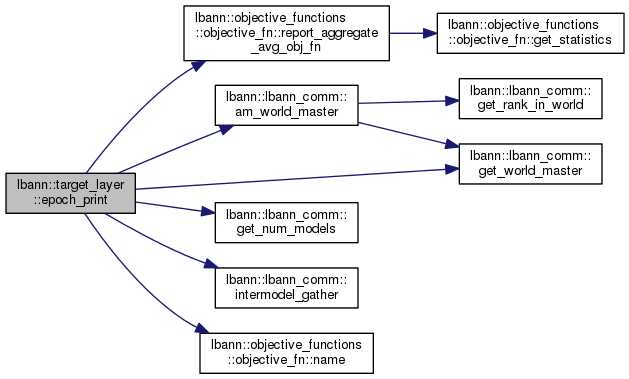 lbann::objective_functions
::objective_fn::report_aggregate
_avg_obj_fn
lbann::objective_functions
::objective_fn::get_statistics
lbann::lbann_comm::
am_world_master
lbann::lbann_comm::
get_rank_in_world
lbann::lbann_comm::
get_world_master
lbann::target_layer
::epoch_print
lbann::lbann_comm::
get_num_models
lbann::lbann_comm::
intermodel_gather
lbann::objective_functions
::objective_fn::name